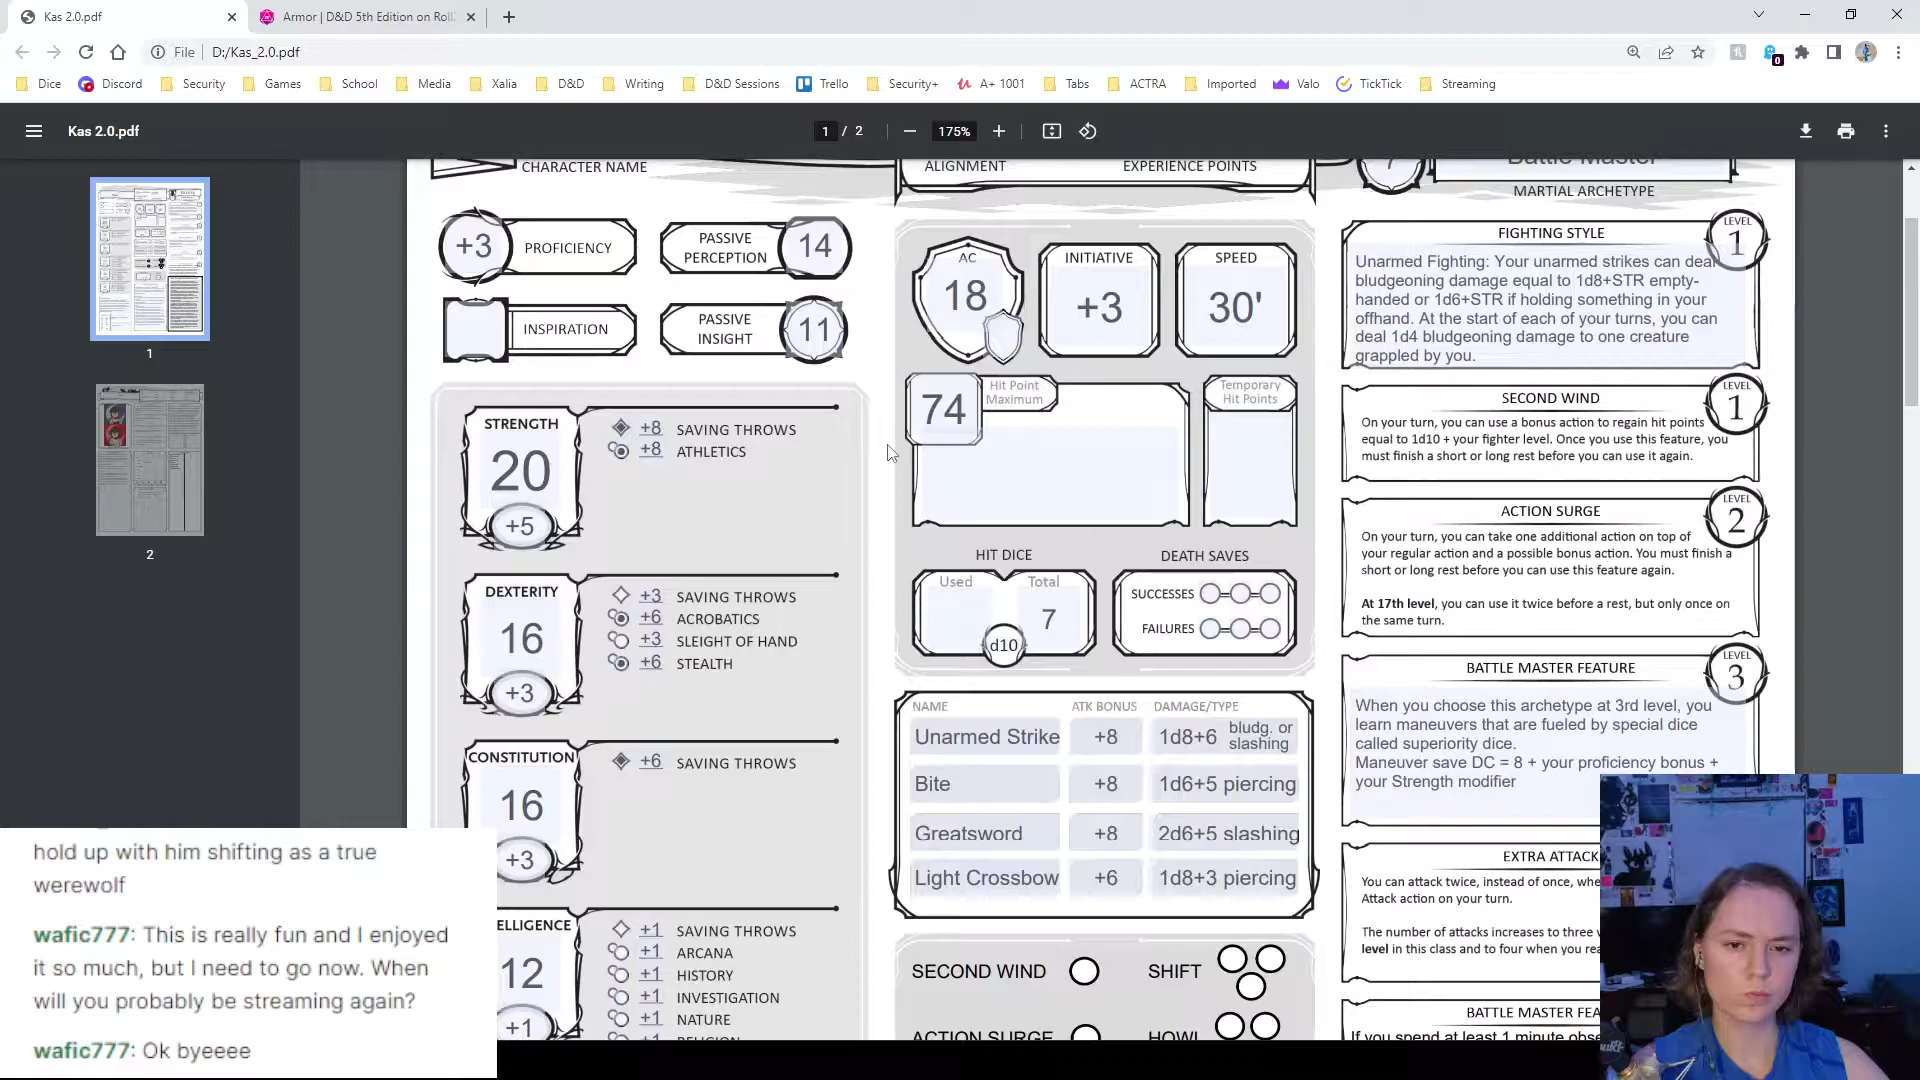 Kas 2.0.pdf
Armor | D&D 5th Edition on Roll2
File D:/Kas_2.0.pdf
Dice Discord Security Games School Media Xalia D&D Writing D&D Sessions Trello Security+ A+ 1001 Tabs ACTRA Imported Valo TickTick Streaming
Kas 2.0.pdf
1 / 2
175%
1
2
CHARACTER NAME
ALIGNMENT
EXPERIENCE POINTS
7
Battle Master
MARTIAL ARCHETYPE
+3
PROFICIENCY
PASSIVE
PERCEPTION
14
INSPIRATION
PASSIVE
INSIGHT
11
AC
18
INITIATIVE
+3
SPEED
30'
74
Hit Point
Maximum
Temporary
Hit Points
STRENGTH
20
+5
+8 SAVING THROWS
+8 ATHLETICS
DEXTERITY
16
+3
+3 SAVING THROWS
+6 ACROBATICS
+3 SLEIGHT OF HAND
+6 STEALTH
CONSTITUTION
16
+3
+6 SAVING THROWS
ELLIGENCE
12
+1
+1 SAVING THROWS
+1 ARCANA
+1 HISTORY
+1 INVESTIGATION
+1 NATURE
+1 RELIGION
HIT DICE
Used
Total
7
d10
DEATH SAVES
SUCCESSES
FAILURES
NAME ATK BONUS DAMAGE/TYPE
Unarmed Strike +8 1d8+6 bludg. or
slashing
Bite +8 1d6+5 piercing
Greatsword +8 2d6+5 slashing
Light Crossbow +6 1d8+3 piercing
SECOND WIND
SHIFT
ACTION SURGE
HOWL
FIGHTING STYLE
LEVEL
1
Unarmed Fighting: Your unarmed strikes can deal
bludgeoning damage equal to 1d8+STR empty-
handed or 1d6+STR if holding something in your
offhand. At the start of each of your turns, you can
deal 1d4 bludgeoning damage to one creature
grappled by you.
SECOND WIND
LEVEL
1
On your turn, you can use a bonus action to regain hit points
equal to 1d10 + your fighter level. Once you use this feature, you
must finish a short or long rest before you can use it again.
ACTION SURGE
LEVEL
2
On your turn, you can take one additional action on top of
your regular action and a possible bonus action. You must finish a
short or long rest before you can use this feature again.
At 17th level, you can use it twice before a rest, but only once on
the same turn.
BATTLE MASTER FEATURE
LEVEL
3
When you choose this archetype at 3rd level, you
learn maneuvers that are fueled by special dice
called superiority dice.
Maneuver save DC = 8 + your proficiency bonus +
your Strength modifier
EXTRA ATTACK
You can attack twice, instead of once, whe
Attack action on your turn.
The number of attacks increases to three
level in this class and to four when you rea
BATTLE MASTER FEA
If you spend at least 1 minute obse
hold up with him shifting as a true
werewolf
wafic777: This is really fun and I enjoyed
it so much, but I need to go now. When
will you probably be streaming again?
wafic777: Ok byeeee